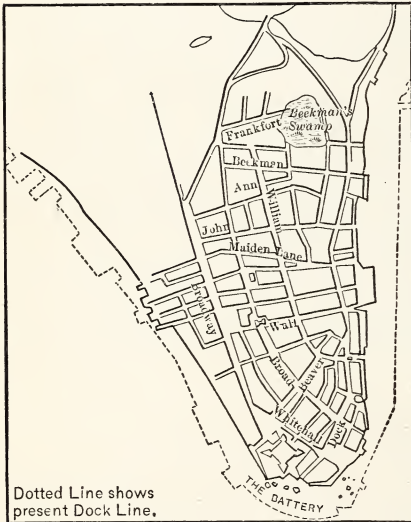 Beekman's
Swamp
Frankfort
Beekman
Ann
William
John
Maiden Lane
Broadway
Wall
Broad
Beaver
Whitehall
Dock
THE BATTERY
Dotted Line shows
present Dock Line.